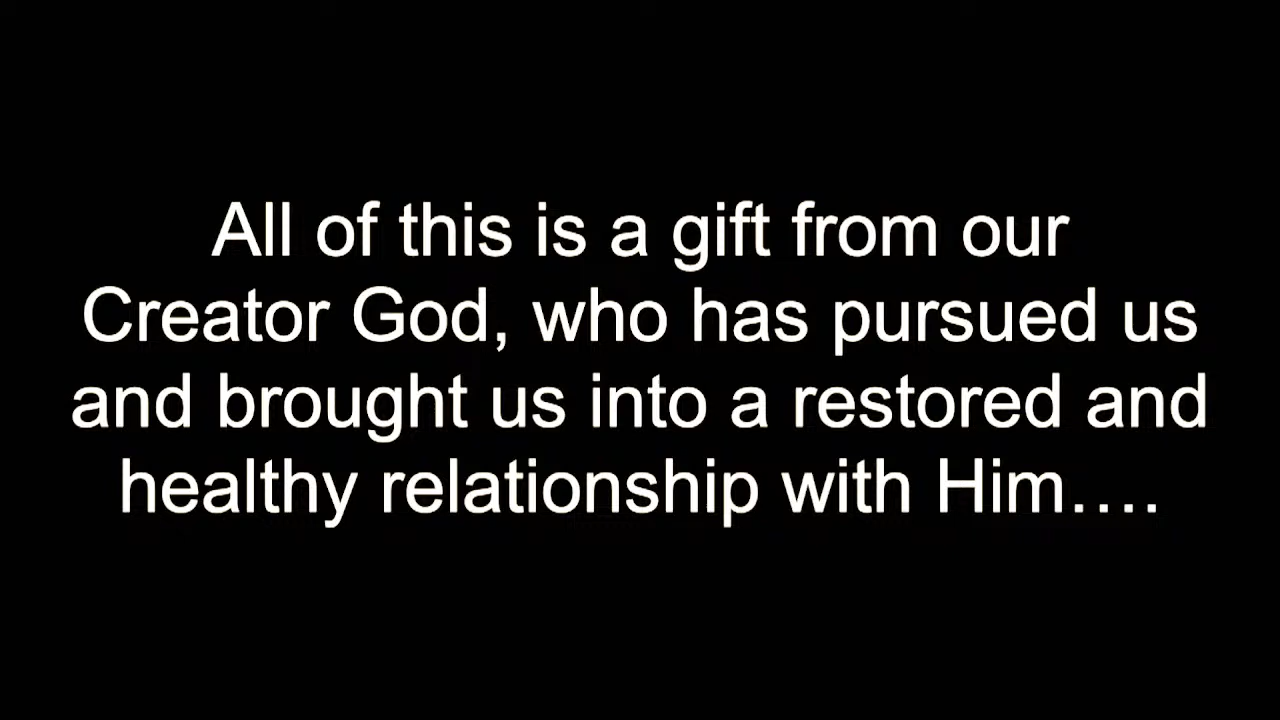 All of this is a gift from our
Creator God, who has pursued us
and brought us into a restored and
healthy relationship with Him….